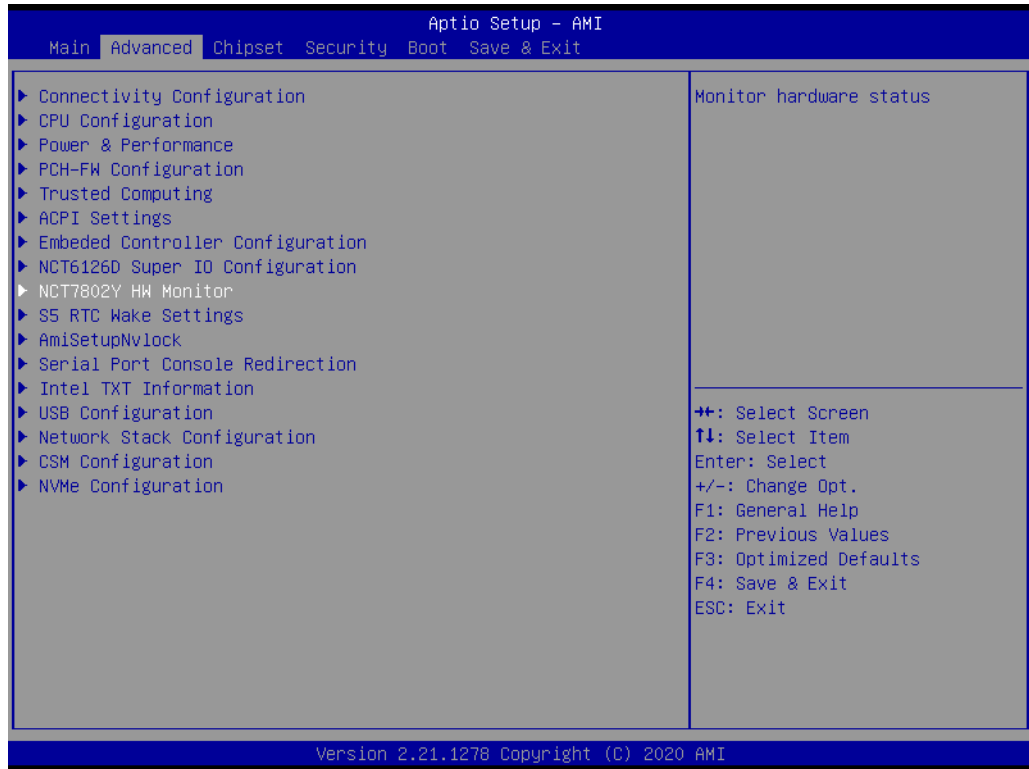 Aptio Setup – AMI
Main Advanced Chipset Security Boot Save & Exit
▶ Connectivity Configuration
▶ CPU Configuration
▶ Power & Performance
▶ PCH-FW Configuration
▶ Trusted Computing
▶ ACPI Settings
▶ Embeded Controller Configuration
▶ NCT6126D Super IO Configuration
▶ NCT7802Y HW Monitor
▶ S5 RTC Wake Settings
▶ AmiSetupNvlock
▶ Serial Port Console Redirection
▶ Intel TXT Information
▶ USB Configuration
▶ Network Stack Configuration
▶ CSM Configuration
▶ NVMe Configuration
Monitor hardware status
→←: Select Screen
↑↓: Select Item
Enter: Select
+/-: Change Opt.
F1: General Help
F2: Previous Values
F3: Optimized Defaults
F4: Save & Exit
ESC: Exit
Version 2.21.1278 Copyright (C) 2020 AMI